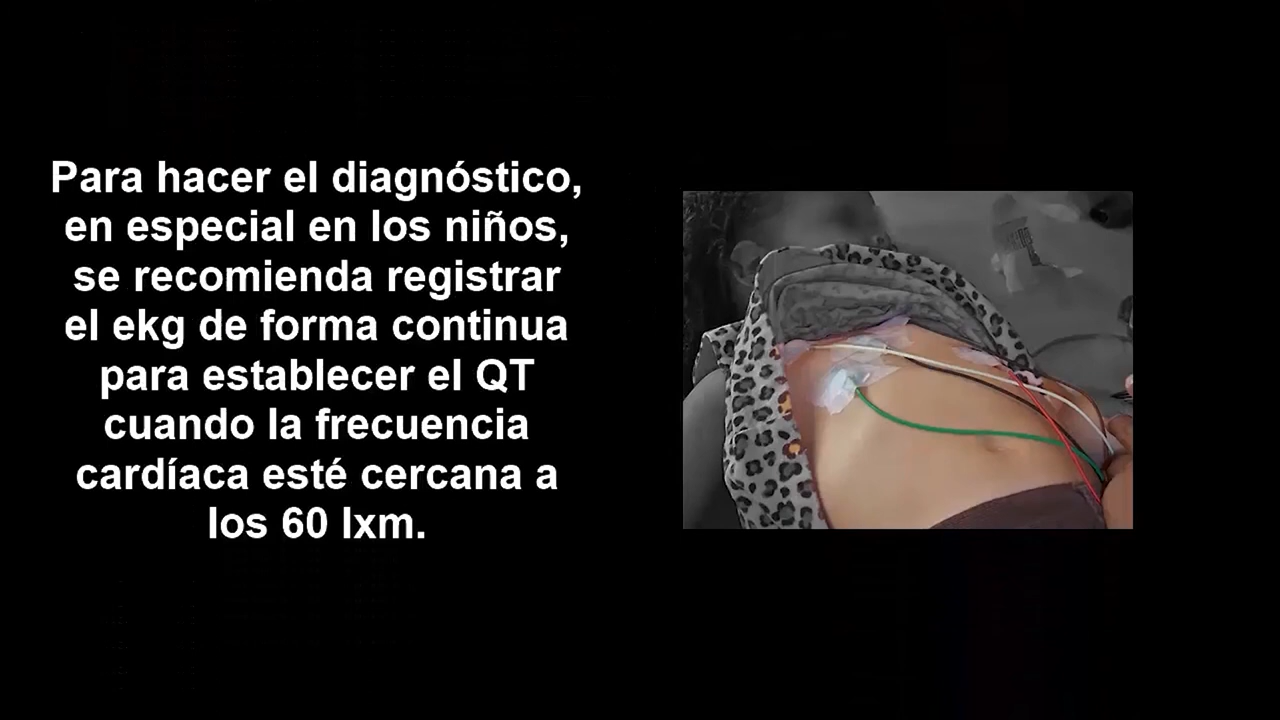 Para hacer el diagnóstico,
en especial en los niños,
se recomienda registrar
el ekg de forma continua
para establecer el QT
cuando la frecuencia
cardíaca esté cercana a
los 60 lxm.